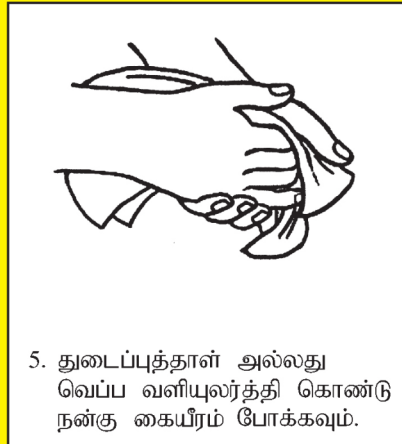 5. துடைப்புத்தாள் அல்லது
வெப்ப வளியுலர்த்தி கொண்டு
நன்கு கையீரம் போக்கவும்.